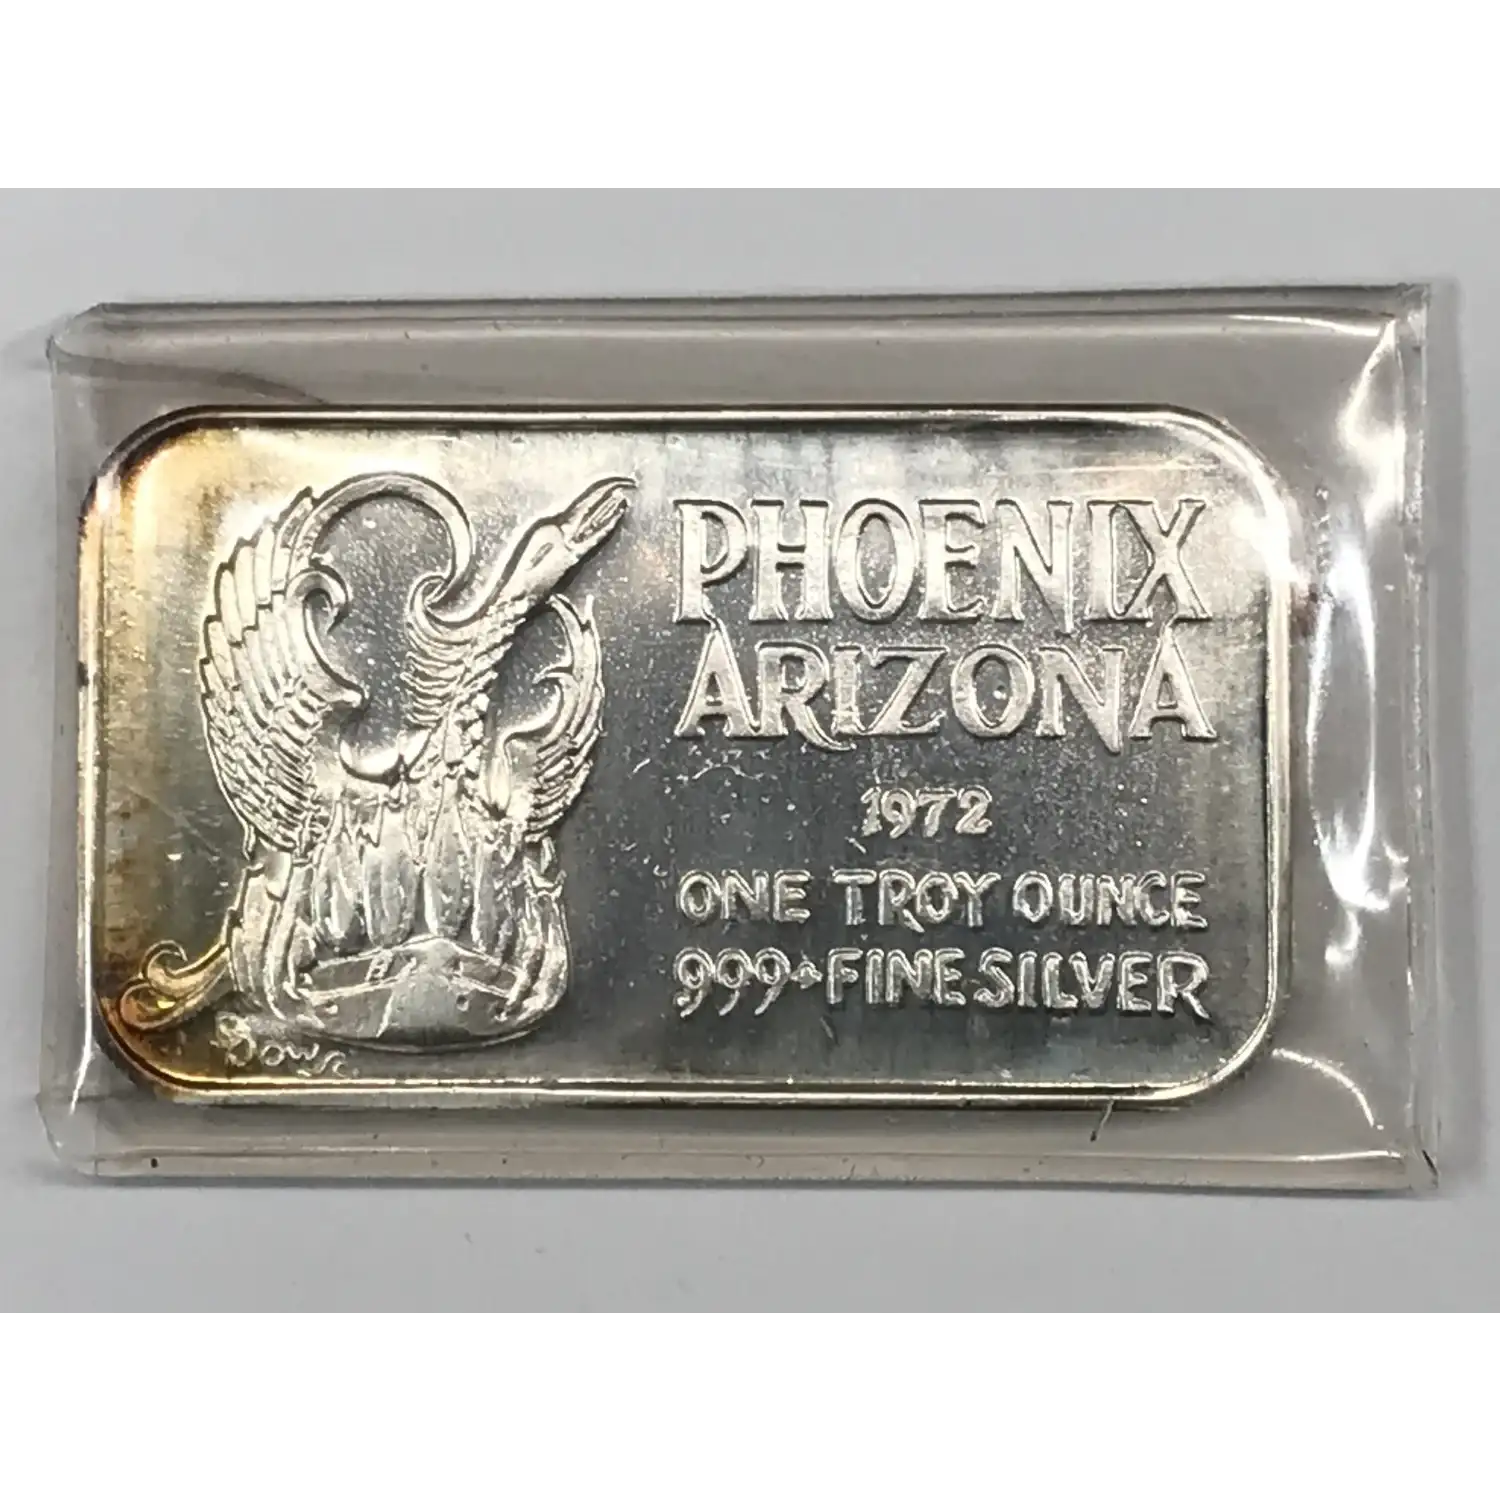 PHOENIX
ARIZONA
1972
ONE TROY OUNCE
999+ FINE SILVER